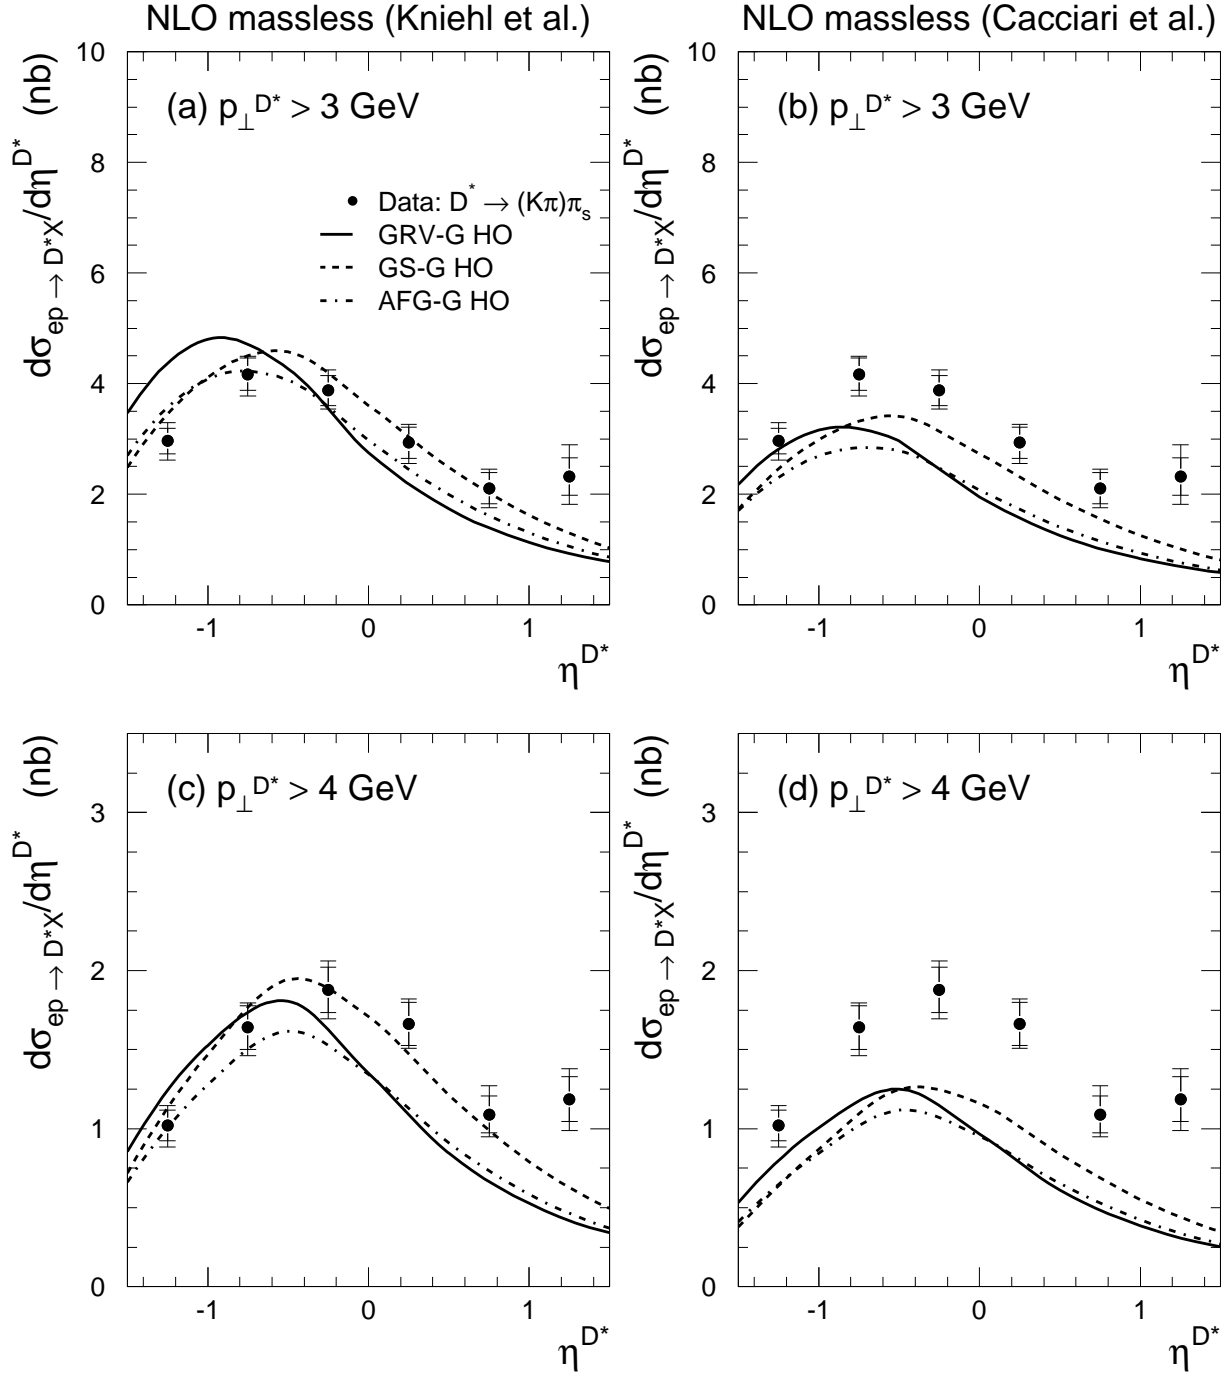 NLO massless (Kniehl et al.)
NLO massless (Cacciari et al.)
dσep → D*X/dηD* (nb)
10
8
6
4
2
0
(a) p⊥D* > 3 GeV
Data: D* → (Kπ)πs
GRV-G HO
GS-G HO
AFG-G HO
-1 0 1
ηD*
dσep → D*X/dηD* (nb)
10
8
6
4
2
0
(b) p⊥D* > 3 GeV
-1 0 1
ηD*
dσep → D*X/dηD* (nb)
3
2
1
0
(c) p⊥D* > 4 GeV
-1 0 1
ηD*
dσep → D*X/dηD* (nb)
3
2
1
0
(d) p⊥D* > 4 GeV
-1 0 1
ηD*